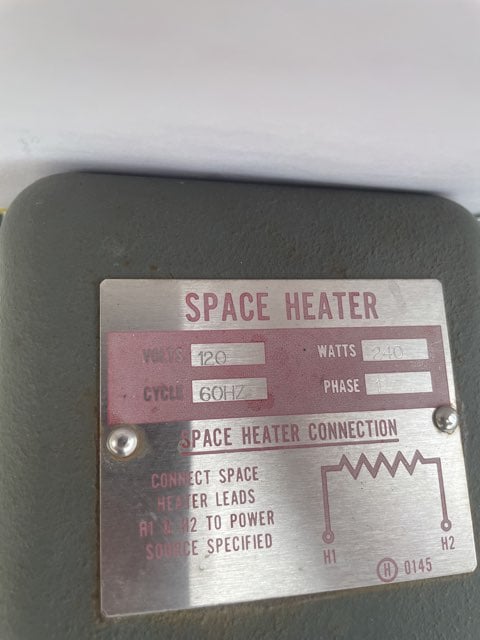 SPACE HEATER
VOLTS 120 WATTS 240
CYCLE 60HZ PHASE 1
SPACE HEATER CONNECTION
CONNECT SPACE
HEATER LEADS
H1 & H2 TO POWER
SOURCE SPECIFIED
H1 H2
H 0145